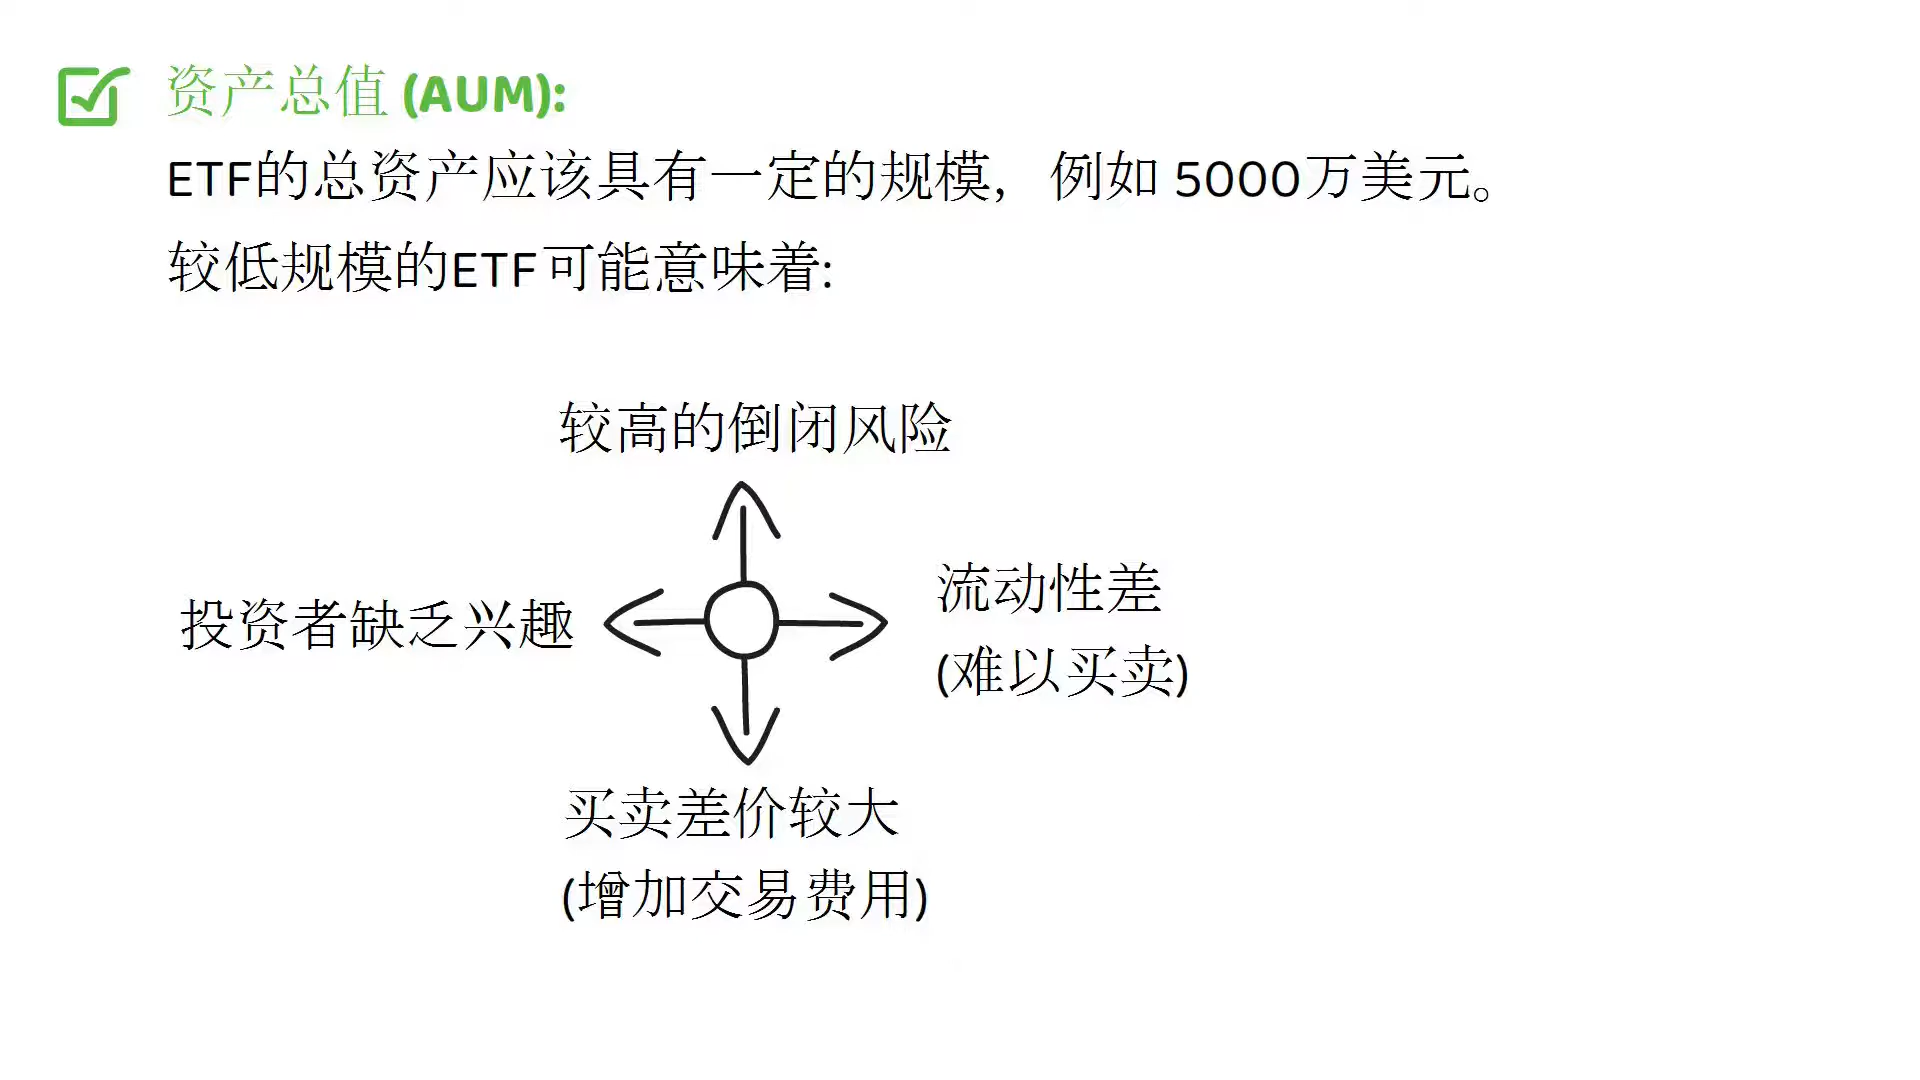 资产总值 (AUM):
ETF的总资产应该具有一定的规模，例如 5000万美元。
较低规模的ETF可能意味着:
较高的倒闭风险
投资者缺乏兴趣
流动性差
(难以买卖)
买卖差价较大
(增加交易费用)